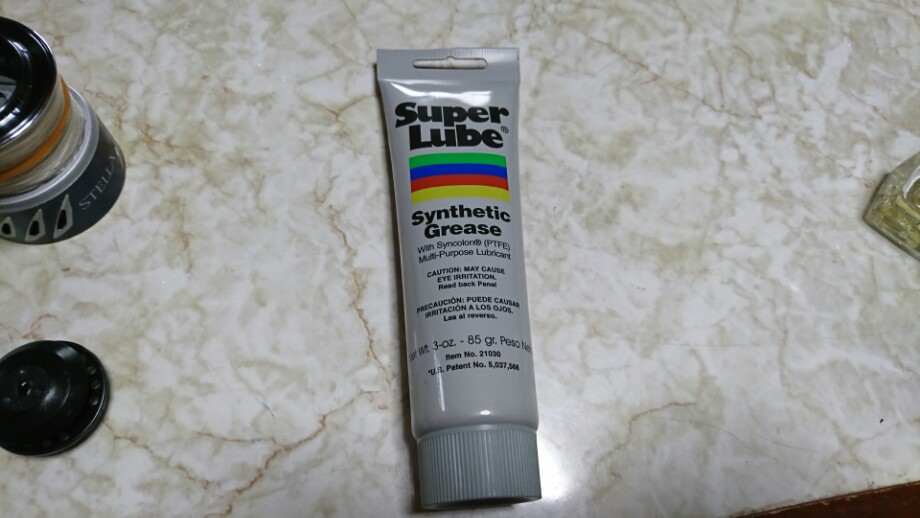 Super
Lube®
Synthetic
Grease
With Syncolon® (PTFE)
Multi-Purpose Lubricant
CAUTION: MAY CAUSE
EYE IRRITATION.
Read back Panel
PRECAUCIÓN: PUEDE CAUSAR
IRRITACIÓN A LOS OJOS.
Lea al reverso.
Wt. 3-oz. - 85 gr. Peso
Item No. 21030
*U.S. Patent No. 5,037,566
STELLA